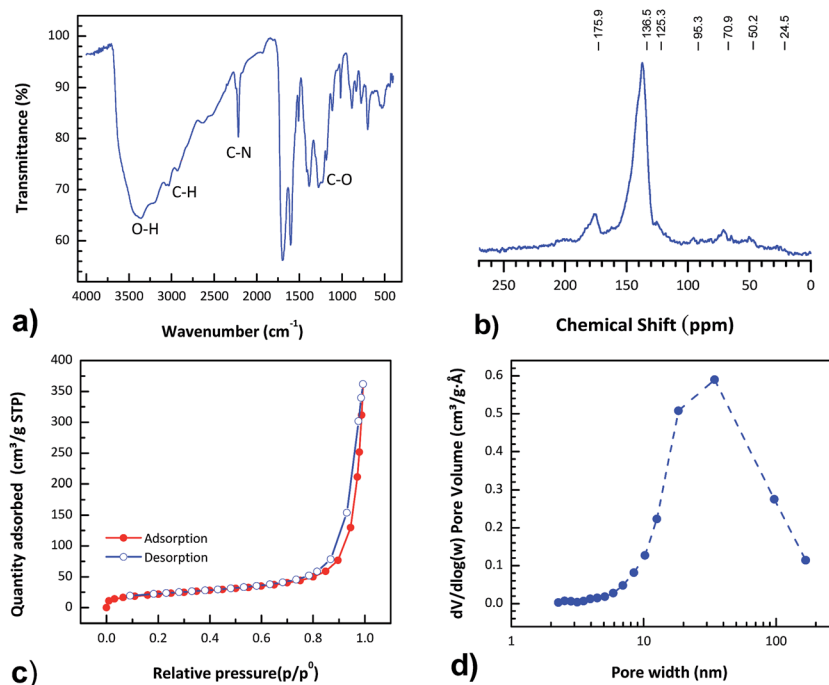 100
90
80
70
60
Transmittance (%)
O-H
C-H
C-N
C-O
4000 3500 3000 2500 2000 1500 1000 500
Wavenumber (cm⁻¹)
a)
175.9
136.5
125.3
95.3
70.9
50.2
24.5
250 200 150 100 50 0
Chemical Shift (ppm)
b)
400
350
300
250
200
150
100
50
0
Quantity adsorbed (cm³/g STP)
Adsorption
Desorption
0.0 0.2 0.4 0.6 0.8 1.0
Relative pressure(p/p⁰)
c)
0.6
0.5
0.4
0.3
0.2
0.1
0.0
dV/dlog(w) Pore Volume (cm³/g·Å)
1 10 100
Pore width (nm)
d)